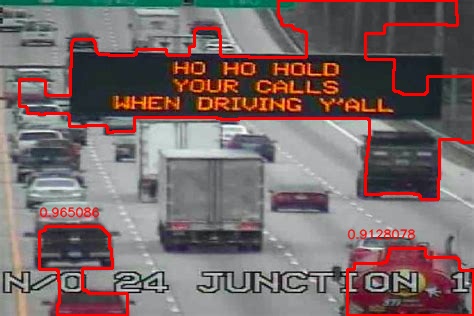 HO HO HOLD
YOUR CALLS
WHEN DRIVING Y'ALL
0.965086
0.9128078
N/O 24 JUNCTION 1